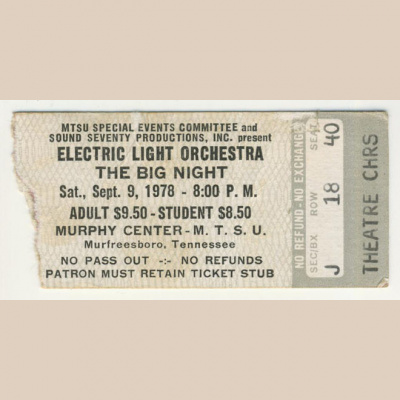 MTSU SPECIAL EVENTS COMMITTEE and
SOUND SEVENTY PRODUCTIONS, INC. present
ELECTRIC LIGHT ORCHESTRA
THE BIG NIGHT
Sat., Sept. 9, 1978 - 8:00 P. M.
ADULT $9.50 - STUDENT $8.50
MURPHY CENTER - M. T. S. U.
Murfreesboro, Tennessee
NO PASS OUT -:- NO REFUNDS
PATRON MUST RETAIN TICKET STUB
NO REFUND - NO EXCHANGE
SEC/BX ROW SEAT
J 18 40
THEATRE CHRS